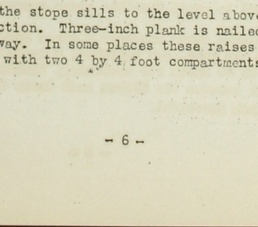 the stope sills to the level above
ction. Three-inch plank is nailed
way. In some places these raises
with two 4 by 4 foot compartments
- 6 -